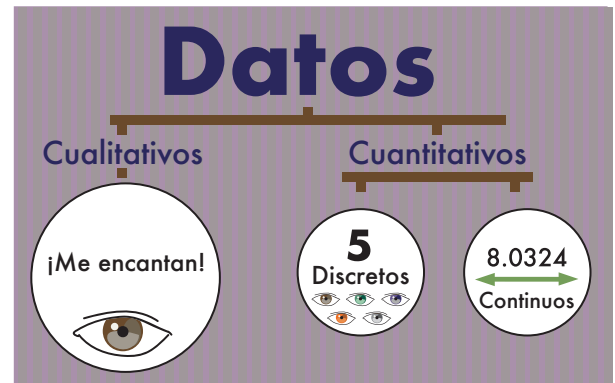 Datos
Cualitativos
Cuantitativos
¡Me encantan!
5
Discretos
8.0324
Continuos